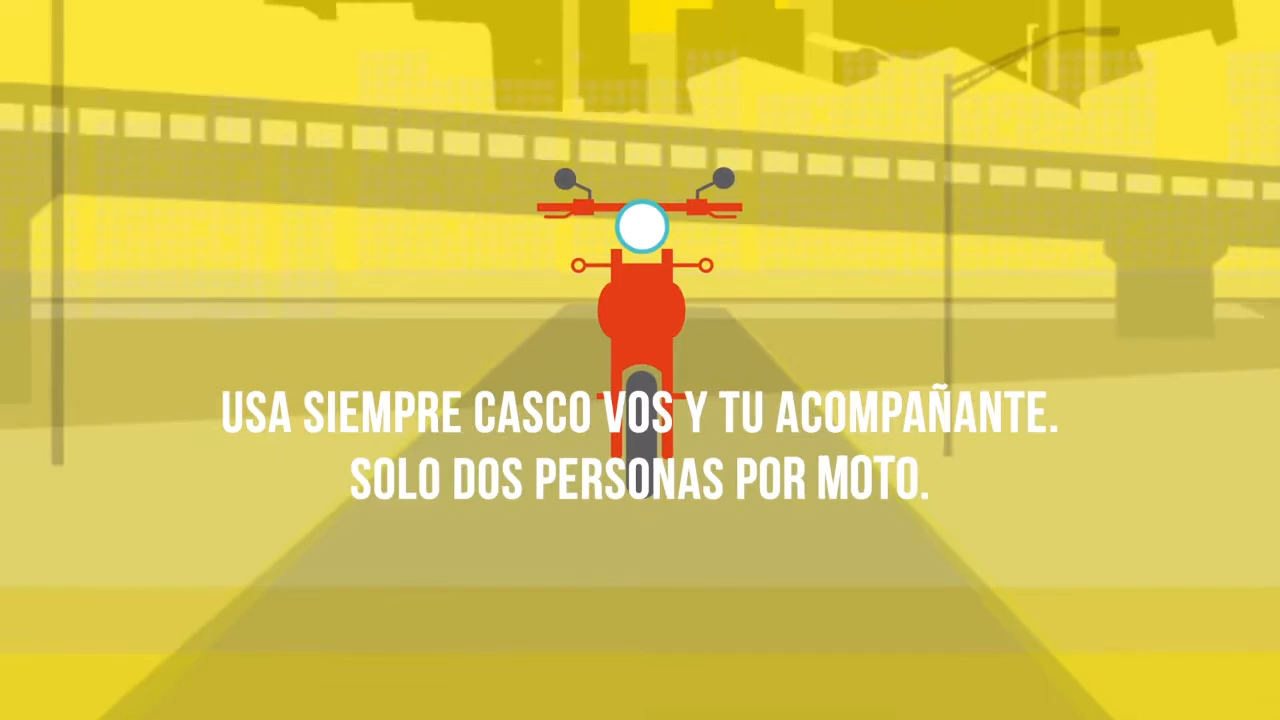 USA SIEMPRE CASCO VOS Y TU ACOMPAÑANTE.
SOLO DOS PERSONAS POR MOTO.